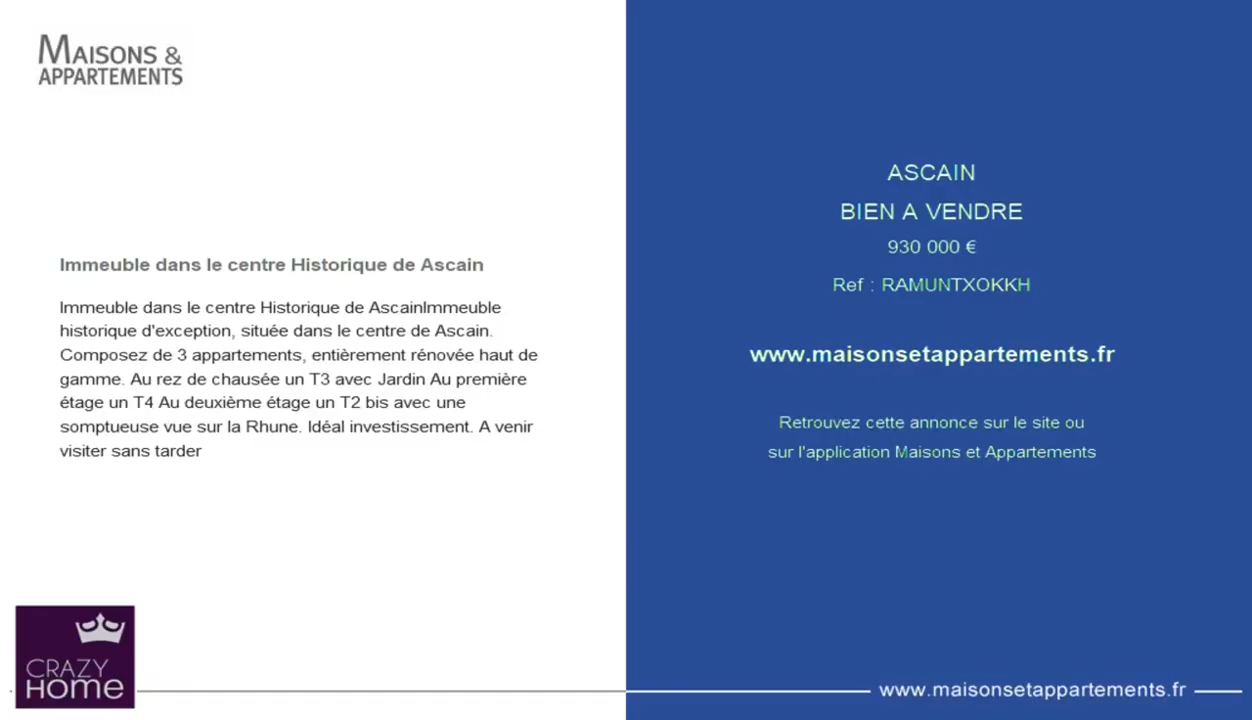 MAISONS &
APPARTEMENTS
Immeuble dans le centre Historique de Ascain
Immeuble dans le centre Historique de AscainImmeuble
historique d'exception, située dans le centre de Ascain.
Composez de 3 appartements, entièrement rénovée haut de
gamme. Au rez de chausée un T3 avec Jardin Au première
étage un T4 Au deuxième étage un T2 bis avec une
somptueuse vue sur la Rhune. Idéal investissement. A venir
visiter sans tarder
CRAZY
HOME
ASCAIN
BIEN A VENDRE
930 000 €
Ref : RAMUNTXOKKH
www.maisonsetappartements.fr
Retrouvez cette annonce sur le site ou
sur l'application Maisons et Appartements
www.maisonsetappartements.fr